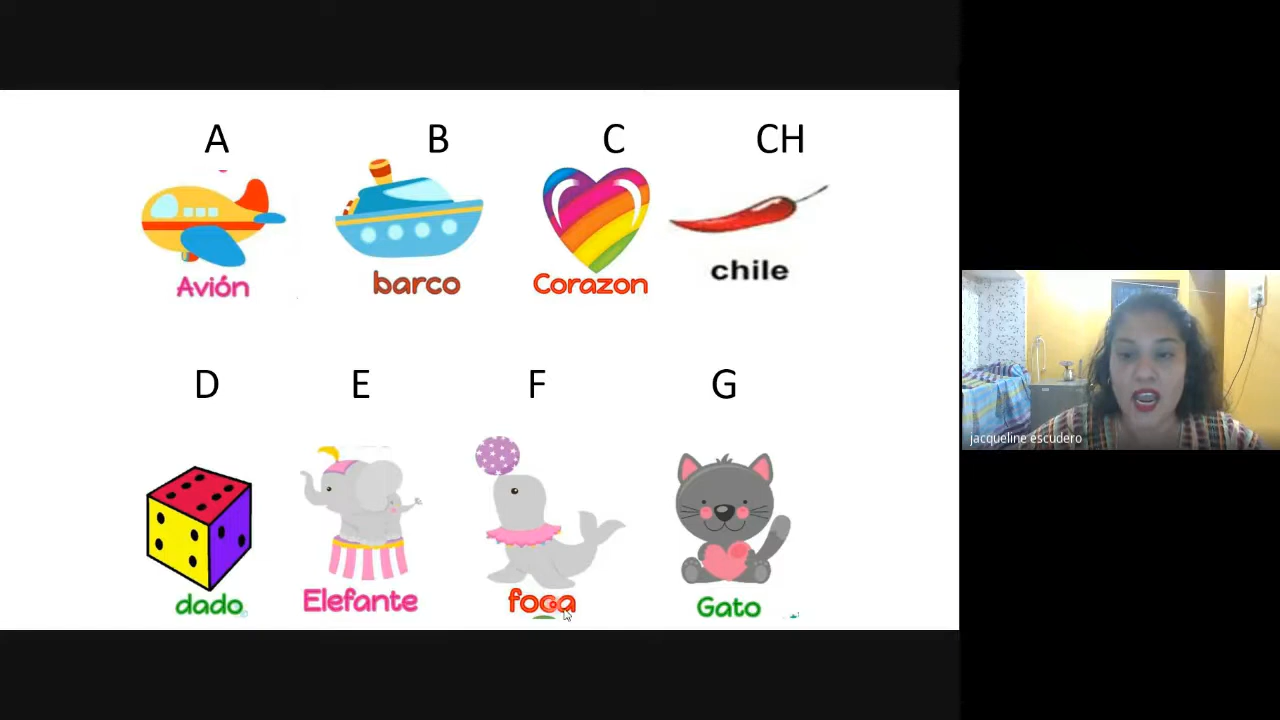 A B C CH
Avión barco Corazon chile
D E F G
dado Elefante foca Gato
jacqueline escudero